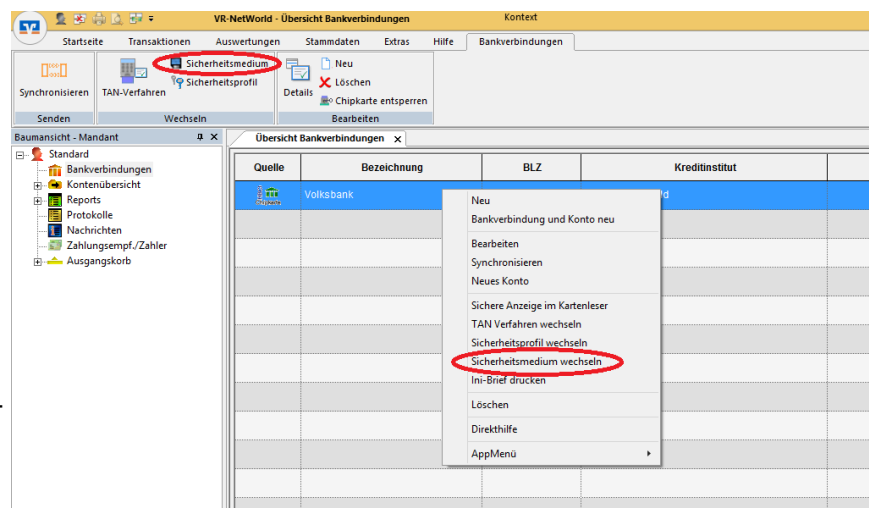 VR-NetWorld - Übersicht Bankverbindungen
Kontext
Startseite Transaktionen Auswertungen Stammdaten Extras Hilfe Bankverbindungen
Synchronisieren
Senden
TAN-Verfahren
Sicherheitsmedium
Sicherheitsprofil
Wechseln
Details
Neu
Löschen
Chipkarte entsperren
Bearbeiten
Baumansicht - Mandant
Standard
Bankverbindungen
Kontenübersicht
Reports
Protokolle
Nachrichten
Zahlungsempf./Zahler
Ausgangskorb
Übersicht Bankverbindungen
Quelle Bezeichnung BLZ Kreditinstitut
Volksbank
Neu
Bankverbindung und Konto neu
Bearbeiten
Synchronisieren
Neues Konto
Sichere Anzeige im Kartenleser
TAN Verfahren wechseln
Sicherheitsprofil wechseln
Sicherheitsmedium wechseln
Ini-Brief drucken
Löschen
Direkthilfe
AppMenü